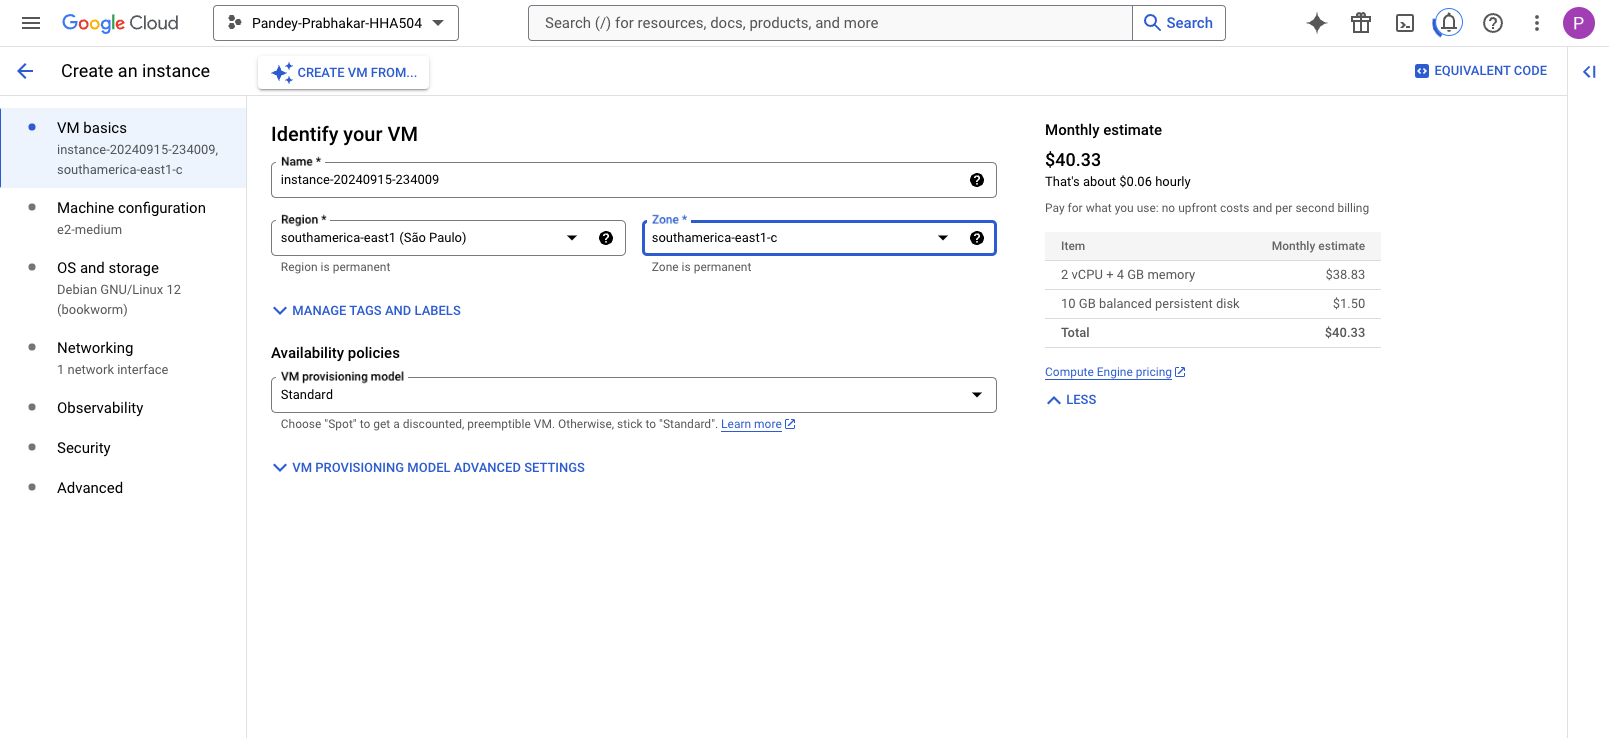 Google Cloud
Pandey-Prabhakar-HHA504
Search (/) for resources, docs, products, and more
Search
P
Create an instance
CREATE VM FROM...
EQUIVALENT CODE
VM basics
instance-20240915-234009,
southamerica-east1-c
Machine configuration
e2-medium
OS and storage
Debian GNU/Linux 12
(bookworm)
Networking
1 network interface
Observability
Security
Advanced
Identify your VM
Name *
instance-20240915-234009
Region *
southamerica-east1 (São Paulo)
Region is permanent
Zone *
southamerica-east1-c
Zone is permanent
MANAGE TAGS AND LABELS
Availability policies
VM provisioning model
Standard
Choose "Spot" to get a discounted, preemptible VM. Otherwise, stick to "Standard". Learn more
VM PROVISIONING MODEL ADVANCED SETTINGS
Monthly estimate
$40.33
That's about $0.06 hourly
Pay for what you use: no upfront costs and per second billing
Item Monthly estimate
2 vCPU + 4 GB memory $38.83
10 GB balanced persistent disk $1.50
Total $40.33
Compute Engine pricing
LESS